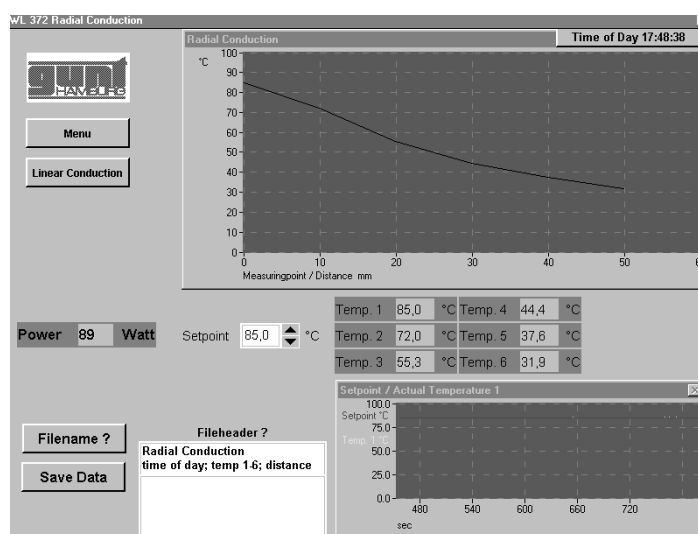 WL 372 Radial Conduction
Radial Conduction
Time of Day 17:48:38
gunt
HAMBURG
Menu
Linear Conduction
°C
100
90
80
70
60
50
40
30
20
10
0
0 10 20 30 40 50 6
Measuringpoint / Distance mm
Power 89 Watt
Setpoint 85,0 °C
Temp. 1 85,0 °C Temp. 4 44,4 °C
Temp. 2 72,0 °C Temp. 5 37,6 °C
Temp. 3 55,3 °C Temp. 6 31,9 °C
Setpoint / Actual Temperature 1
Setpoint °C
Temp. 1 °C
100.0
75.0
50.0
25.0
0.0
480 540 600 660 720
sec
Filename ?
Save Data
Fileheader ?
Radial Conduction
time of day; temp 1-6; distance